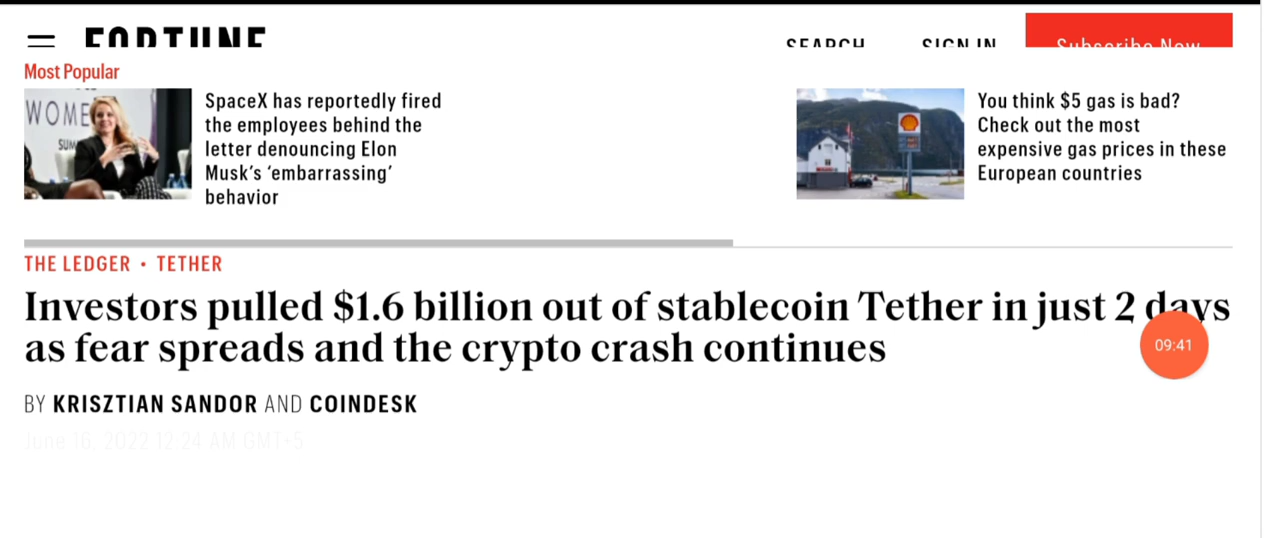 FORTUNE
SEARCH
SIGN IN
Subscribe Now
Most Popular
WOME
SUM
SpaceX has reportedly fired
the employees behind the
letter denouncing Elon
Musk’s ‘embarrassing’
behavior
You think $5 gas is bad?
Check out the most
expensive gas prices in these
European countries
THE LEDGER • TETHER
Investors pulled $1.6 billion out of stablecoin Tether in just 2 days
as fear spreads and the crypto crash continues
09:41
BY KRISZTIAN SANDOR AND COINDESK
June 16, 2022 12:24 AM GMT+5